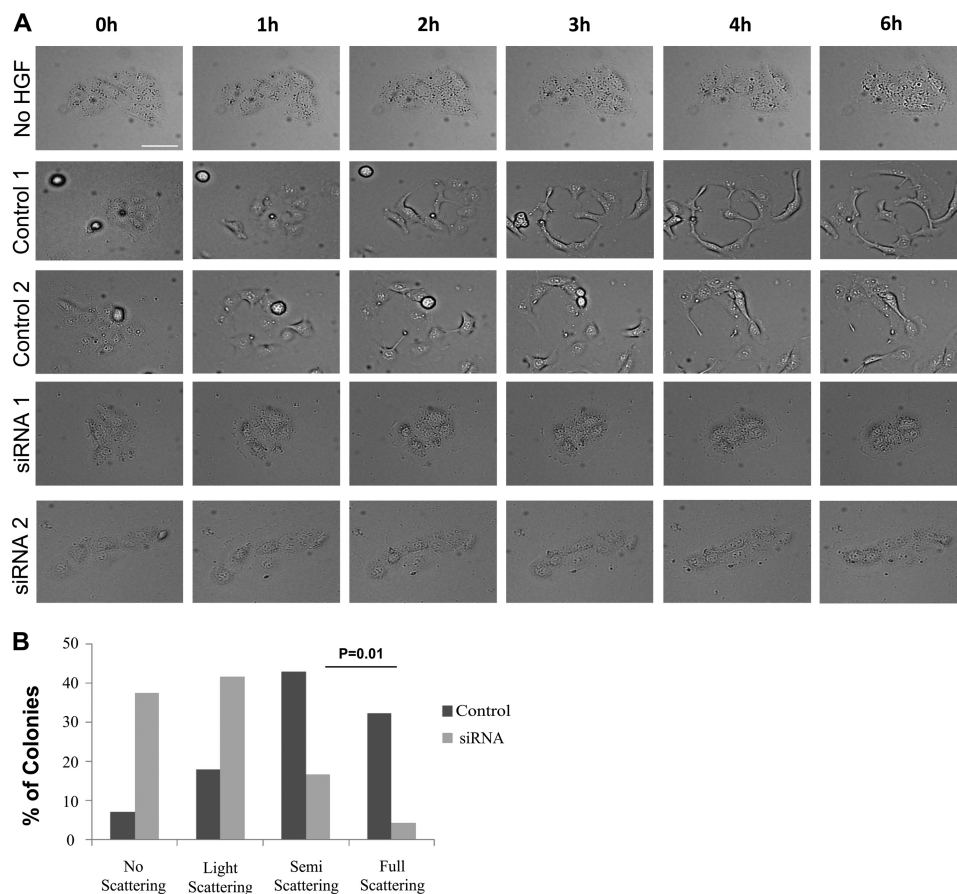 A
0h 1h 2h 3h 4h 6h
No HGF
Control 1
Control 2
siRNA 1
siRNA 2
B
50
P=0.01
40
30
20
10
0
% of Colonies
Control
siRNA
No Light Semi Full
Scattering Scattering Scattering Scattering